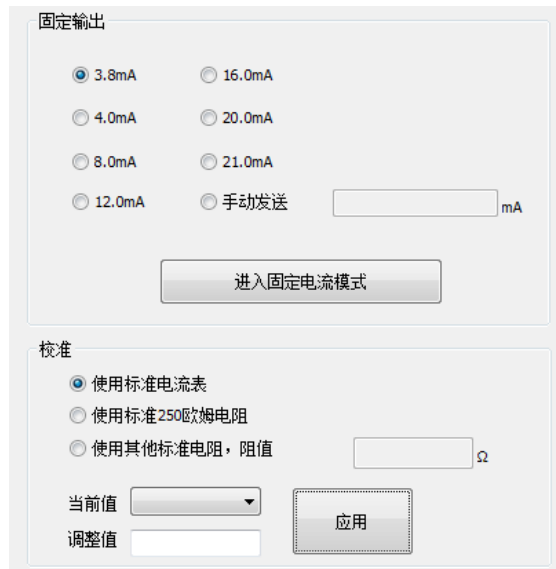 固定输出
3.8mA 16.0mA
4.0mA 20.0mA
8.0mA 21.0mA
12.0mA 手动发送 mA
进入固定电流模式
校准
使用标准电流表
使用标准250欧姆电阻
使用其他标准电阻，阻值 Ω
当前值
调整值
应用